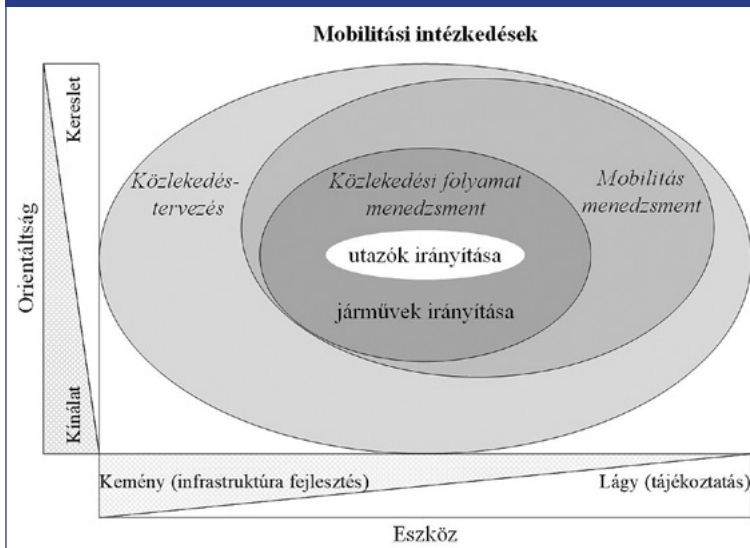 Mobilitási intézkedések
Orientáltság
Kereslet
Kínálat
Közlekedés-
tervezés
Közlekedési folyamat
menedzsment
Mobilitás
menedzsment
utazók irányítása
járművek irányítása
Kemény (infrastruktúra fejlesztés)
Lágy (tájékoztatás)
Eszköz